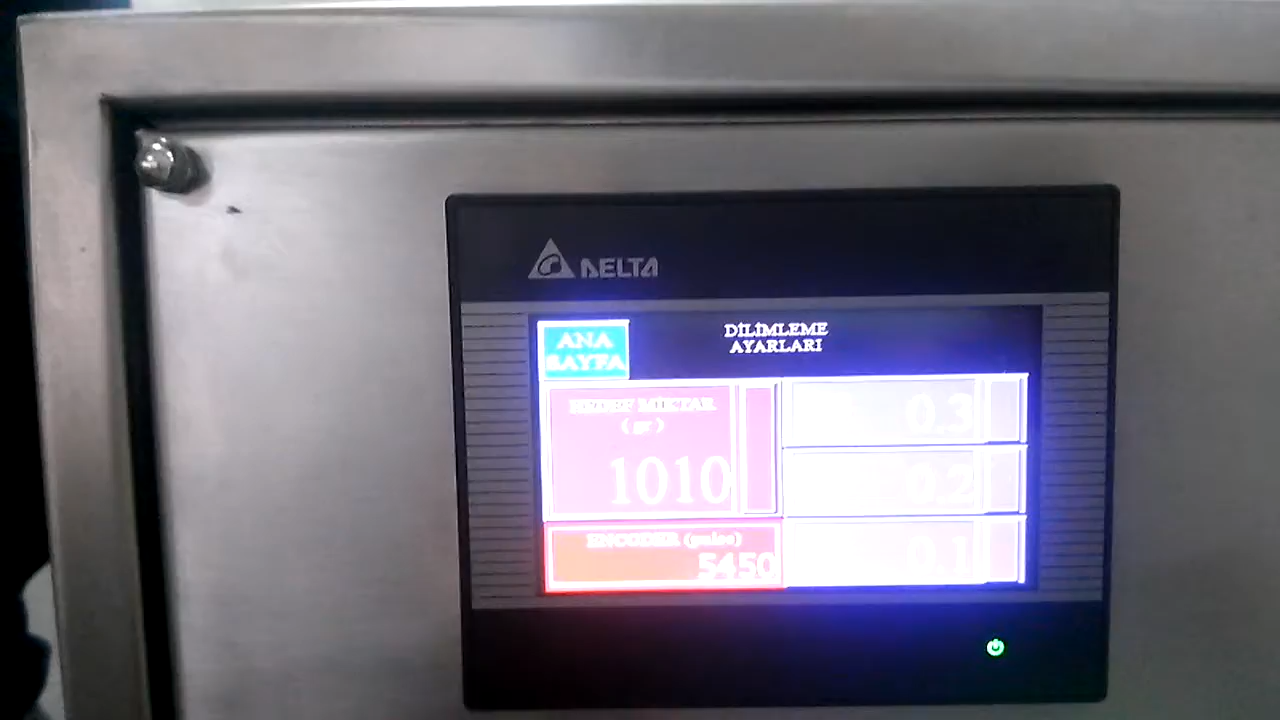 DELTA
ANA
SAYFA
DİLİMLEME
AYARLARI
HEDEF MİKTAR
(gr)
1010
0.3
0.2
ENCODER (pulse)
5450
0.1